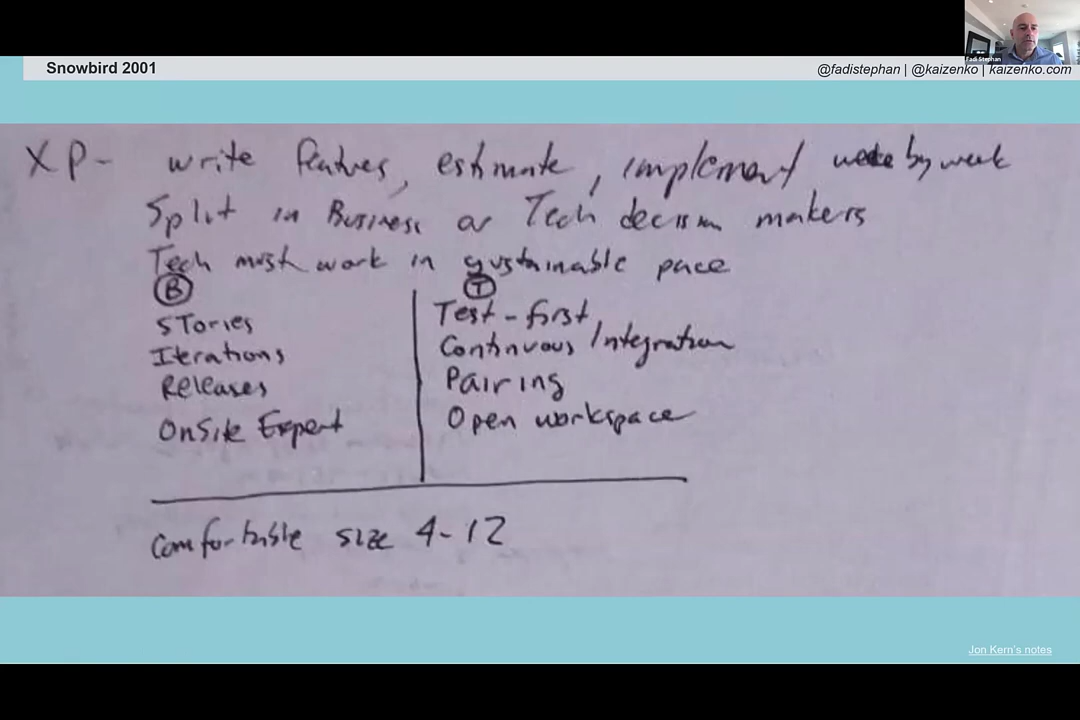 Snowbird 2001
@fadistephan | @kaizenko | kaizenko.com
Fadi Stephan
XP - write features, estimate, implement week by week
Split in Business or Tech decision makers
Tech must work in sustainable pace
B
Stories
Iterations
Releases
OnSite Expert
T
Test-first
Continuous Integration
Pairing
Open workspace
Comfortable size 4-12
Jon Kern's notes